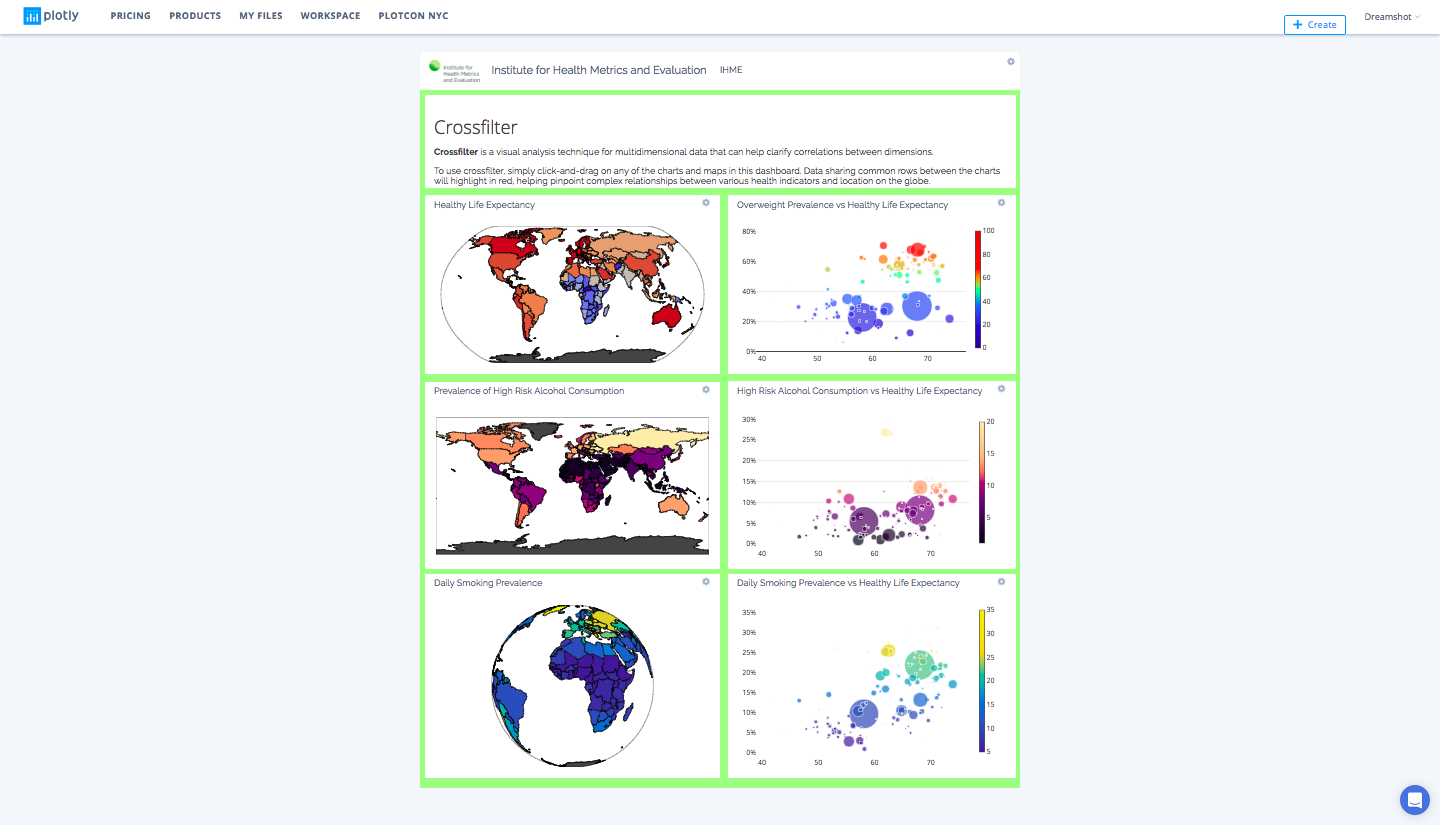 plotly PRICING PRODUCTS MY FILES WORKSPACE PLOTCON NYC Create Dreamshot
Institute for
Health Metrics
and Evaluation
Institute for Health Metrics and Evaluation IHME
Crossfilter
Crossfilter is a visual analysis technique for multidimensional data that can help clarify correlations between dimensions.
To use crossfilter, simply click-and-drag on any of the charts and maps in this dashboard. Data sharing common rows between the charts
will highlight in red, helping pinpoint complex relationships between various health indicators and location on the globe.
Healthy Life Expectancy
Overweight Prevalence vs Healthy Life Expectancy
80%
60%
40%
20%
0%
40 50 60 70
100
80
60
40
20
0
Prevalence of High Risk Alcohol Consumption
High Risk Alcohol Consumption vs Healthy Life Expectancy
30%
25%
20%
15%
10%
5%
0%
40 50 60 70
20
15
10
5
Daily Smoking Prevalence
Daily Smoking Prevalence vs Healthy Life Expectancy
35%
30%
25%
20%
15%
10%
5%
0%
40 50 60 70
35
30
25
20
15
10
5